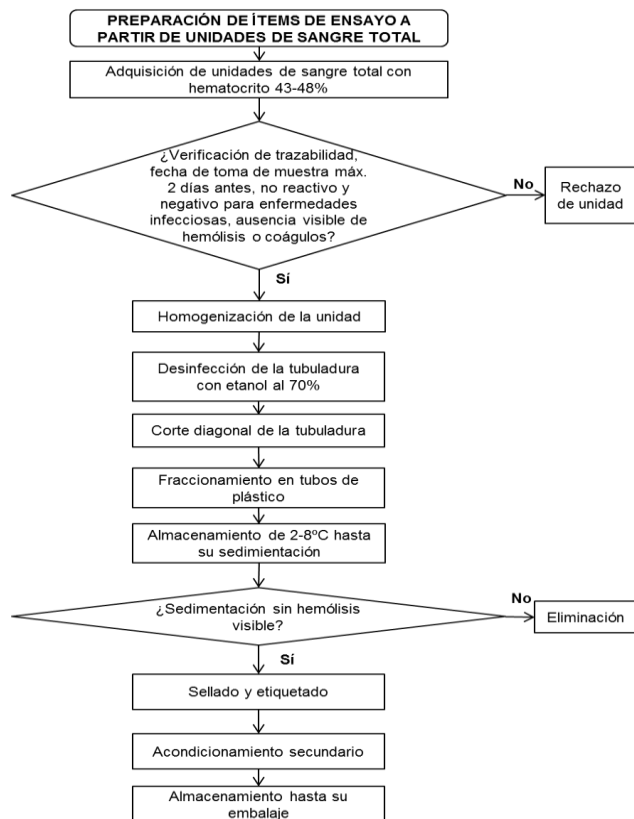 PREPARACIÓN DE ÍTEMS DE ENSAYO A
PARTIR DE UNIDADES DE SANGRE TOTAL
Adquisición de unidades de sangre total con
hematocrito 43-48%
¿Verificación de trazabilidad,
fecha de toma de muestra máx.
2 días antes, no reactivo y
negativo para enfermedades
infecciosas, ausencia visible de
hemólisis o coágulos?
No
Rechazo
de unidad
Sí
Homogenización de la unidad
Desinfección de la tubuladura
con etanol al 70%
Corte diagonal de la tubuladura
Fraccionamiento en tubos de
plástico
Almacenamiento de 2-8ºC hasta
su sedimentación
¿Sedimentación sin hemólisis
visible?
No
Eliminación
Sí
Sellado y etiquetado
Acondicionamiento secundario
Almacenamiento hasta su
embalaje